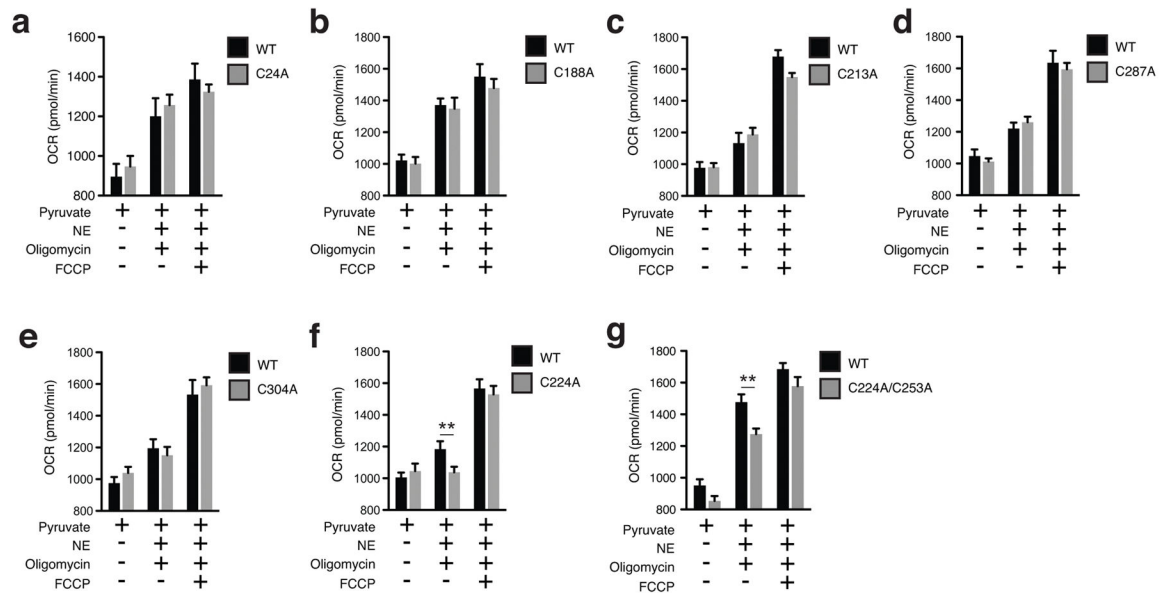 a
1600
1400
1200
1000
800
OCR (pmol/min)
WT
C24A
Pyruvate + + +
NE - + +
Oligomycin - + +
FCCP - - +
b
1800
1600
1400
1200
1000
800
OCR (pmol/min)
WT
C188A
Pyruvate + + +
NE - + +
Oligomycin - + +
FCCP - - +
c
1800
1600
1400
1200
1000
800
OCR (pmol/min)
WT
C213A
Pyruvate + + +
NE - + +
Oligomycin - + +
FCCP - - +
d
1800
1600
1400
1200
1000
800
OCR (pmol/min)
WT
C287A
Pyruvate + + +
NE - + +
Oligomycin - + +
FCCP - - +
e
1800
1600
1400
1200
1000
800
OCR (pmol/min)
WT
C304A
Pyruvate + + +
NE - + +
Oligomycin - + +
FCCP - - +
f
1800
1600
1400
1200
1000
800
OCR (pmol/min)
**
WT
C224A
Pyruvate + + +
NE - + +
Oligomycin - + +
FCCP - - +
g
1800
1600
1400
1200
1000
800
OCR (pmol/min)
**
WT
C224A/C253A
Pyruvate + + +
NE - + +
Oligomycin - + +
FCCP - - +